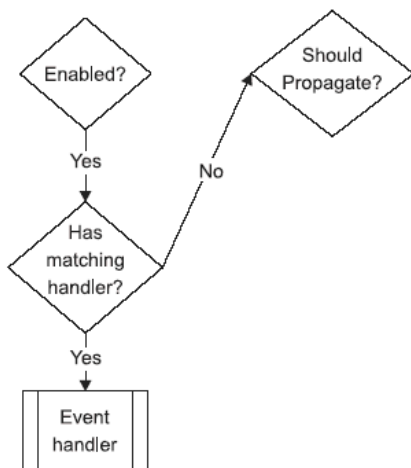 Enabled?
Should
Propagate?
Yes
No
Has
matching
handler?
Yes
Event
handler